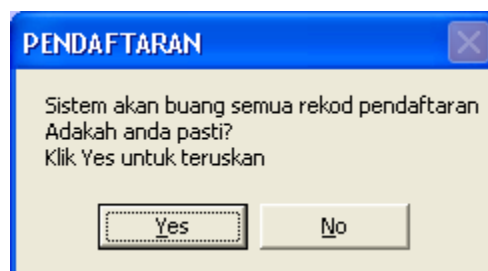 PENDAFTARAN
Sistem akan buang semua rekod pendaftaran
Adakah anda pasti?
Klik Yes untuk teruskan
Yes
No